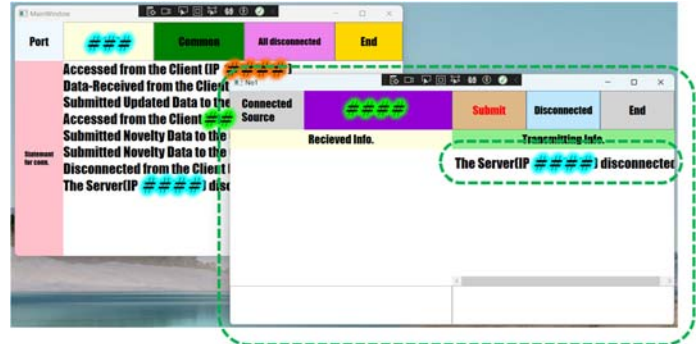 MainWindow
Port
###
Common
All disconnected
End
Statemant
for conn.
Accessed from the Client (IP ####)
Data-Received from the Client
Submitted Updated Data to the
Accessed from the Client ##
Submitted Novelty Data to the
Submitted Novelty Data to the
Disconnected from the Client
The Server(IP ####) disc
No1
Connected
Source
####
Submit
Disconnected
End
Recieved Info.
Transmitting Info.
The Server(IP ####) disconnected